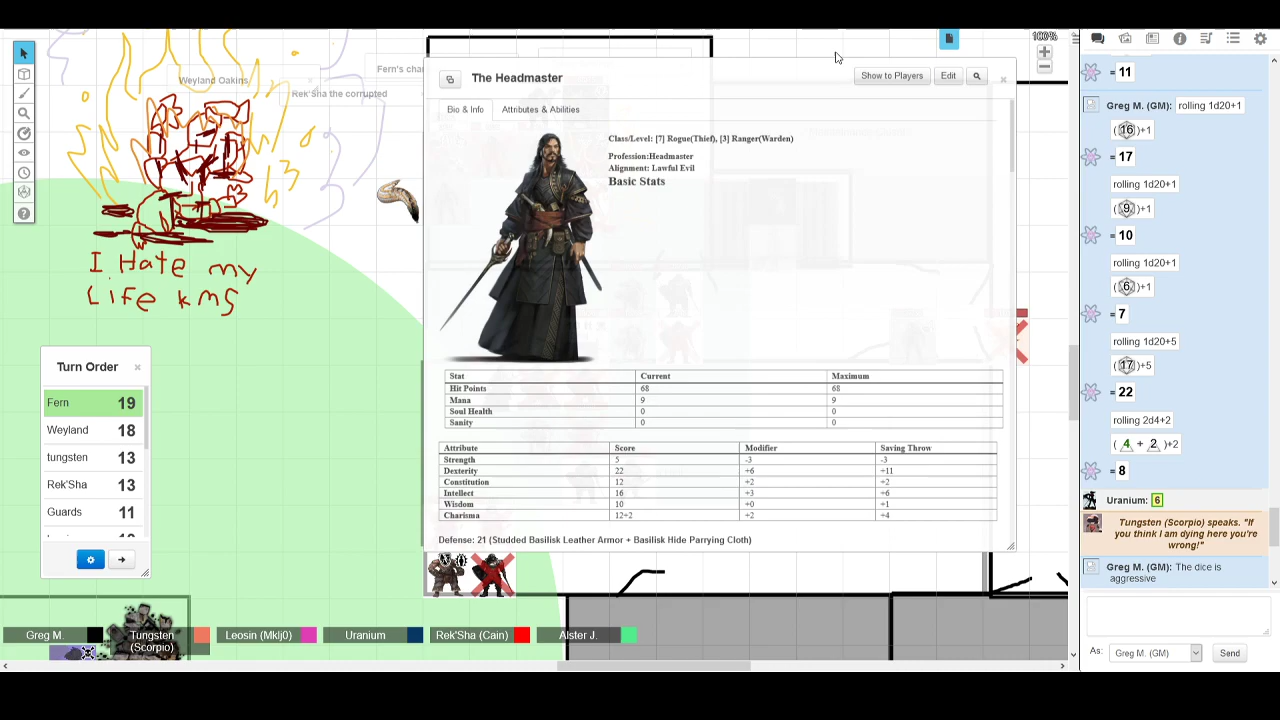 Weyland Oakins
Rek'Sha the corrupted
Fern's cha
I Hate my
Life kms
The Headmaster
Show to Players
Edit
Bio & Info
Attributes & Abilities
Class/Level: [7] Rogue(Thief), [3] Ranger(Warden)
Profession:Headmaster
Alignment: Lawful Evil
Basic Stats
Stat Current Maximum
Hit Points 68 68
Mana 9 9
Soul Health 0 0
Sanity 0 0
Attribute Score Modifier Saving Throw
Strength 5 -3 -3
Dexterity 22 +6 +11
Constitution 12 +2 +2
Intellect 16 +3 +6
Wisdom 10 +0 +1
Charisma 12+2 +2 +4
Defense: 21 (Studded Basilisk Leather Armor + Basilisk Hide Parrying Cloth)
Turn Order
Fern 19
Weyland 18
tungsten 13
Rek'Sha 13
Guards 11
Greg M.
Tungsten
(Scorpio)
Leosin (Mklj0)
Uranium
Rek'Sha (Cain)
Alster J.
100%
= 11
Greg M. (GM): rolling 1d20+1
(16)+1
= 17
rolling 1d20+1
(9)+1
= 10
rolling 1d20+1
(6)+1
= 7
rolling 1d20+5
(17)+5
= 22
rolling 2d4+2
(4 + 2)+2
= 8
Uranium: 6
Tungsten (Scorpio) speaks. "If
you think I am dying here you're
wrong!"
Greg M. (GM): The dice is
aggressive
As: Greg M. (GM)
Send